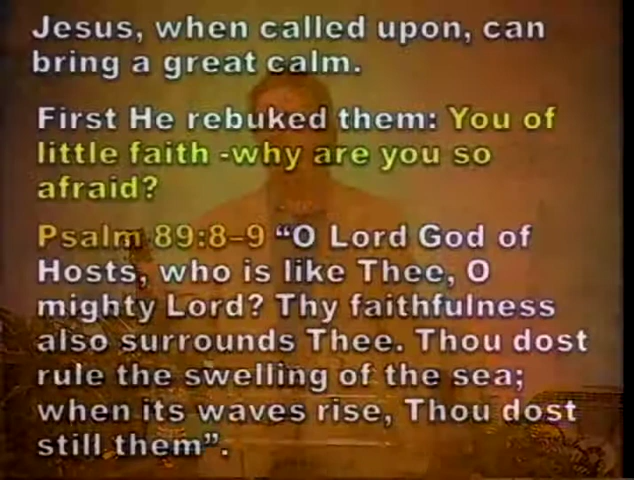 Jesus, when called upon, can
bring a great calm.
First He rebuked them: You of
little faith -why are you so
afraid?
Psalm 89:8–9 “O Lord God of
Hosts, who is like Thee, O
mighty Lord? Thy faithfulness
also surrounds Thee. Thou dost
rule the swelling of the sea;
when its waves rise, Thou dost
still them”.